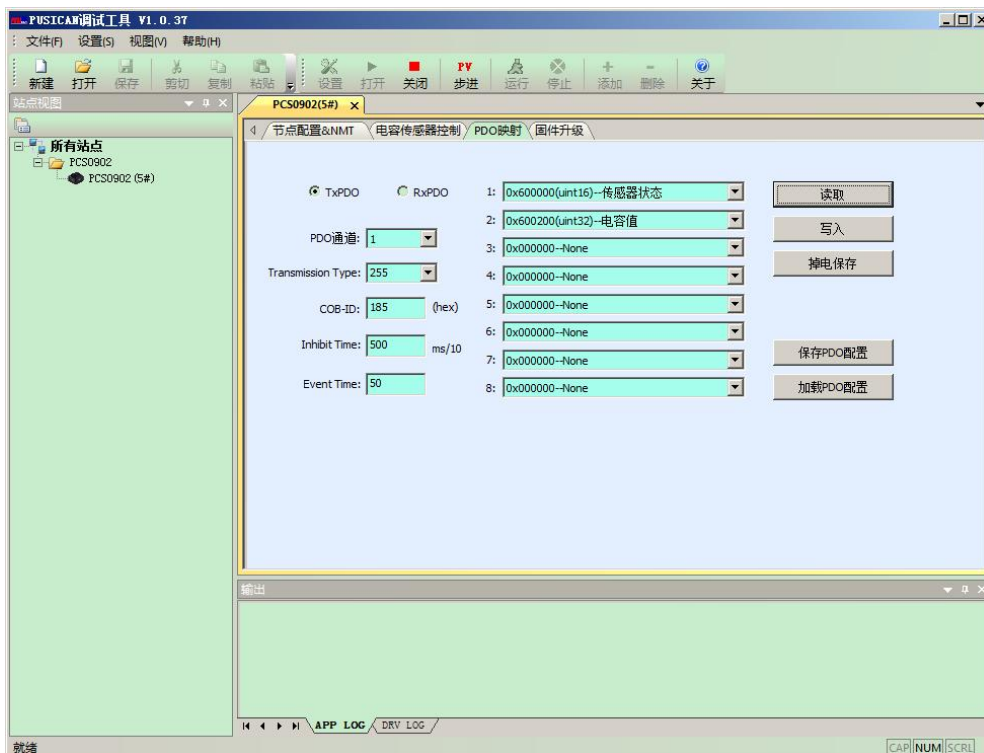 PUSICAN调试工具 V1.0.37
文件(F) 设置(S) 视图(V) 帮助(H)
新建 打开 保存 剪切 复制 粘贴 设置 打开 关闭 PV 步进 运行 停止 添加 删除 关于
站点视图
所有站点
PCS0902
PCS0902 (5#)
PCS0902(5#) x
节点配置&NMT 电容传感器控制 PDO映射 固件升级
TxPDO RxPDO
PDO通道: 1
Transmission Type: 255
COB-ID: 185 (hex)
Inhibit Time: 500 ms/10
Event Time: 50
1: 0x600000(uint16)--传感器状态
2: 0x600200(uint32)--电容值
3: 0x000000--None
4: 0x000000--None
5: 0x000000--None
6: 0x000000--None
7: 0x000000--None
8: 0x000000--None
读取
写入
掉电保存
保存PDO配置
加载PDO配置
输出
APP LOG DRV LOG
就绪 CAP NUM SCRL